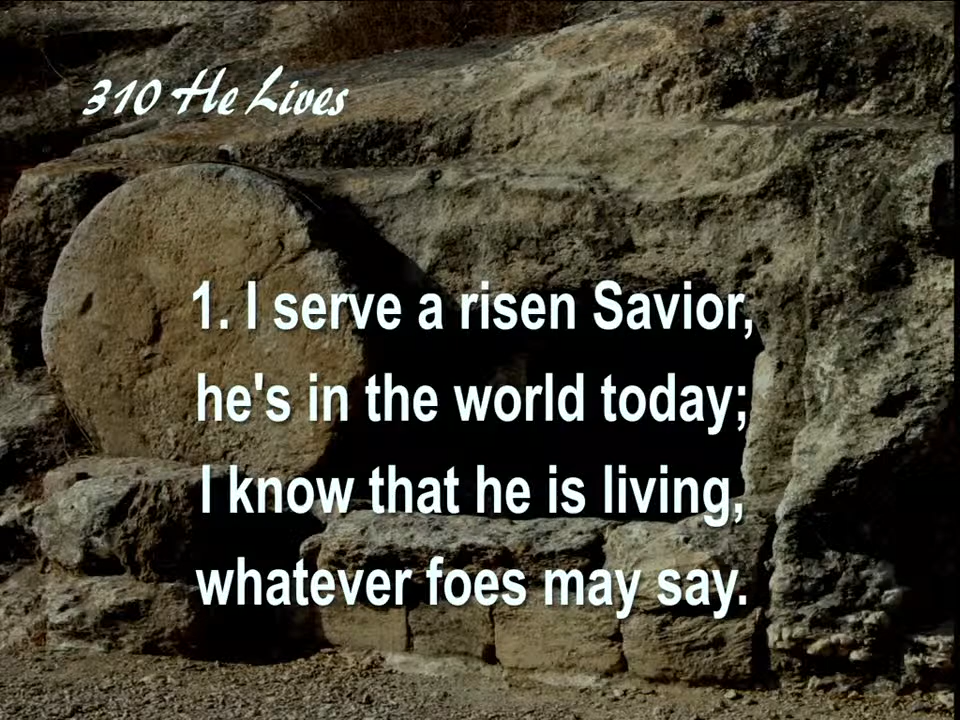 310 He Lives
1. I serve a risen Savior,
he's in the world today;
I know that he is living,
whatever foes may say.